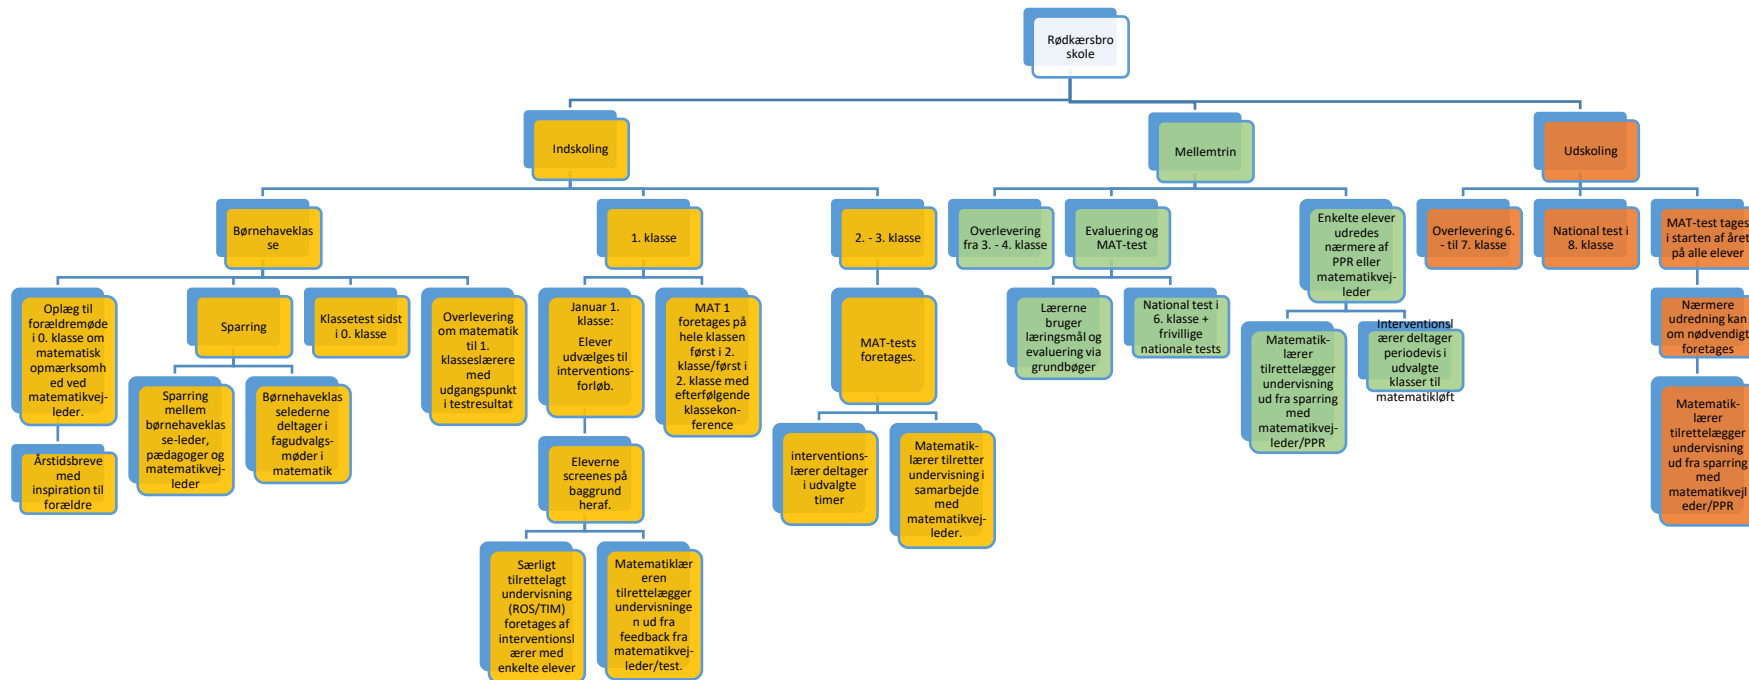 Rødkærsbro
skole
Indskoling
Mellemtrin
Udskoling
Børnehaveklas
se
1. klasse
2. - 3. klasse
Overlevering
fra 3. - 4. klasse
Evaluering og
MAT-test
Enkelte elever
udredes
nærmere af
PPR eller
matematikvej-
leder
Overlevering 6.
- til 7. klasse
National test i
8. klasse
MAT-test tages
i starten af året
på alle elever
Oplæg til
forældremøde
i 0. klasse om
matematisk
opmærksomh
ed ved
matematikvej-
leder.
Sparring
Klassetest sidst
i 0. klasse
Overlevering
om matematik
til 1.
klasseslærere
med
udgangspunkt
i testresultat
Januar 1.
klasse:
Elever
udvælges til
interventions-
forløb.
MAT 1
foretages på
hele klassen
først i 2.
klasse/først i
2. klasse med
efterfølgende
klassekon-
ference
MAT-tests
foretages.
Lærerne
bruger
læringsmål og
evaluering via
grundbøger
National test i
6. klasse +
frivillige
nationale tests
Matematik-
lærer
tilrettelægger
undervisning
ud fra sparring
med
matematikvej-
leder/PPR
Interventionsl
ærer deltager
periodevis i
udvalgte
klasser til
matematikløft
Nærmere
udredning kan
om nødvendigt
foretages
Årstidsbreve
med
inspiration til
forældre
Sparring
mellem
børnehaveklas
se-leder,
pædagoger og
matematikvej-
leder
Børnehaveklas
selederne
deltager i
fagudvalgs-
møder i
matematik
Eleverne
screenes på
baggrund
heraf.
interventions-
lærer deltager
i udvalgte
timer
Matematik-
lærer tilretter
undervisning i
samarbejde
med
matematikvej-
leder.
Matematik-
lærer
tilrettelægger
undervisning
ud fra sparring
med
matematikvejl
eder/PPR
Særligt
tilrettelagt
undervisning
(ROS/TIM)
foretages af
interventionsl
ærer med
enkelte elever
Matematiklær
eren
tilrettelægger
undervisninge
n ud fra
feedback fra
matematikvej-
leder/test.